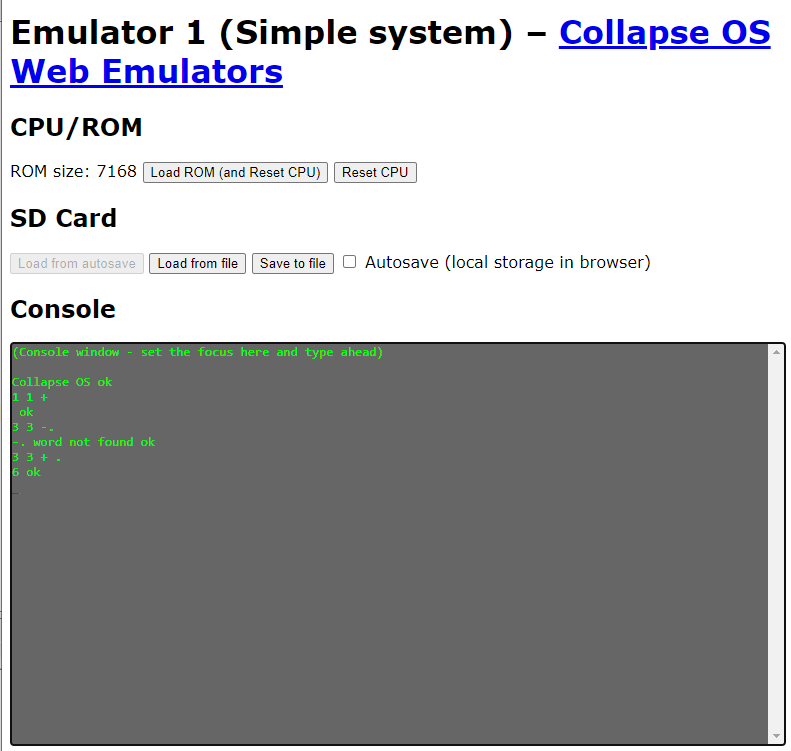 Emulator 1 (Simple system) – Collapse OS
Web Emulators
CPU/ROM
ROM size: 7168 Load ROM (and Reset CPU) Reset CPU
SD Card
Load from autosave Load from file Save to file Autosave (local storage in browser)
Console
(Console window - set the focus here and type ahead)
Collapse OS ok
1 1 +
ok
3 3 -.
-. word not found ok
3 3 + .
6 ok
_